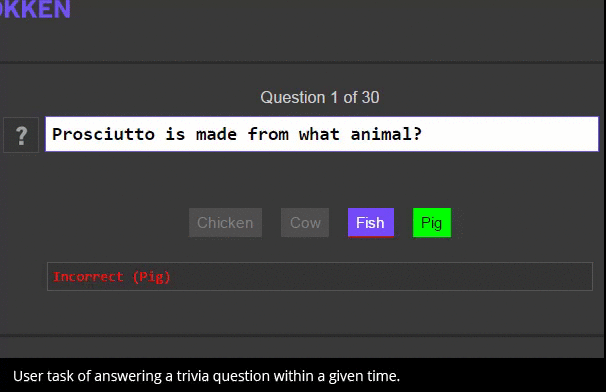 OKKEN
Question 1 of 30
?
Prosciutto is made from what animal?
Chicken Cow Fish Pig
Incorrect (Pig)
User task of answering a trivia question within a given time.